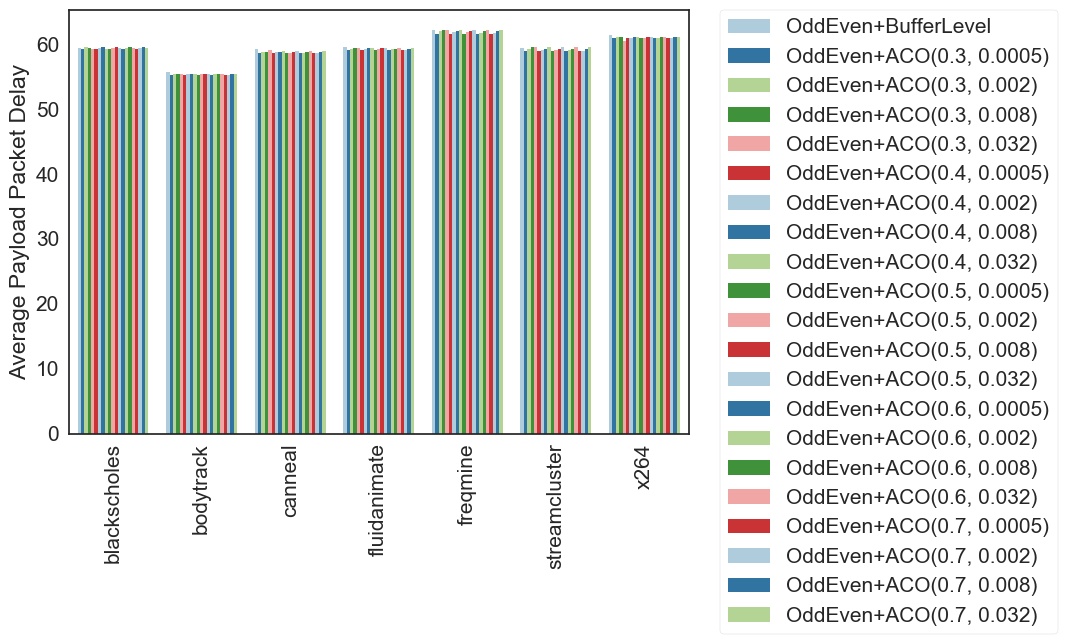 Average Payload Packet Delay
60
50
40
30
20
10
0
blackscholes
bodytrack
canneal
fluidanimate
freqmine
streamcluster
x264
OddEven+BufferLevel
OddEven+ACO(0.3, 0.0005)
OddEven+ACO(0.3, 0.002)
OddEven+ACO(0.3, 0.008)
OddEven+ACO(0.3, 0.032)
OddEven+ACO(0.4, 0.0005)
OddEven+ACO(0.4, 0.002)
OddEven+ACO(0.4, 0.008)
OddEven+ACO(0.4, 0.032)
OddEven+ACO(0.5, 0.0005)
OddEven+ACO(0.5, 0.002)
OddEven+ACO(0.5, 0.008)
OddEven+ACO(0.5, 0.032)
OddEven+ACO(0.6, 0.0005)
OddEven+ACO(0.6, 0.002)
OddEven+ACO(0.6, 0.008)
OddEven+ACO(0.6, 0.032)
OddEven+ACO(0.7, 0.0005)
OddEven+ACO(0.7, 0.002)
OddEven+ACO(0.7, 0.008)
OddEven+ACO(0.7, 0.032)